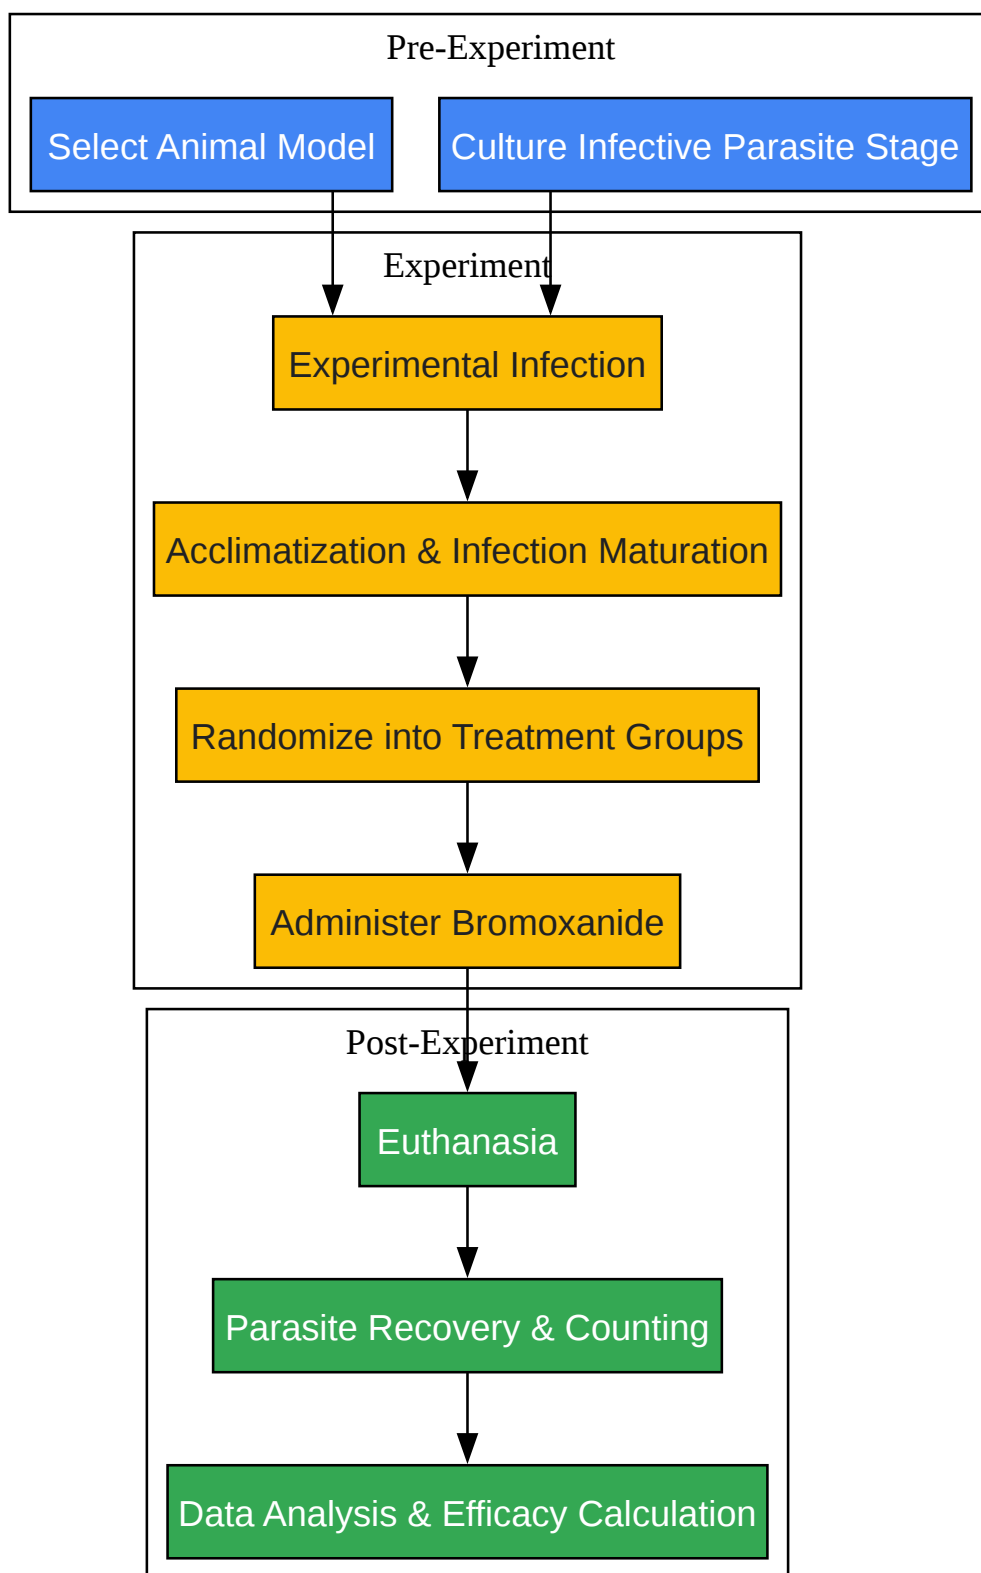 Pre-Experiment
Select Animal Model
Culture Infective Parasite Stage
Experiment
Experimental Infection
Acclimatization & Infection Maturation
Randomize into Treatment Groups
Administer Bromoxanide
Post-Experiment
Euthanasia
Parasite Recovery & Counting
Data Analysis & Efficacy Calculation